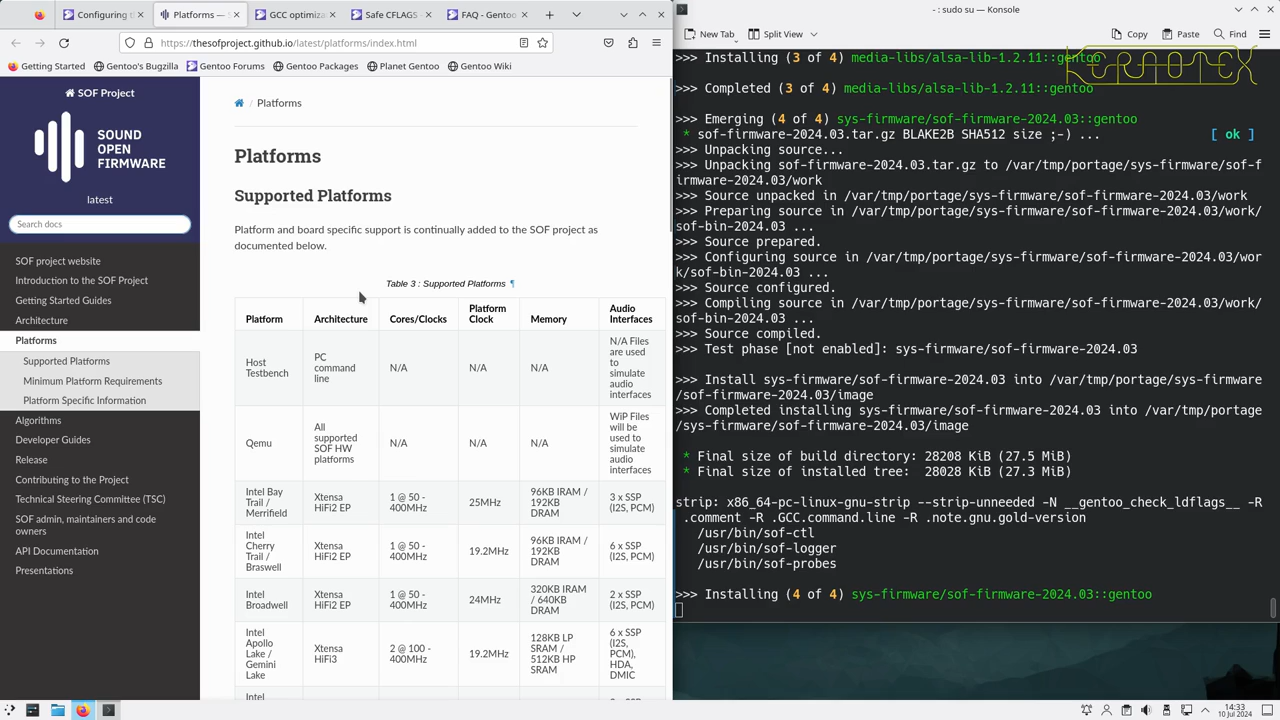 Configuring t
Platforms —
GCC optimiza
Safe CFLAGS -
FAQ - Gentoo
https://thesofproject.github.io/latest/platforms/index.html
Getting Started
Gentoo's Bugzilla
Gentoo Forums
Gentoo Packages
Planet Gentoo
Gentoo Wiki
SOF Project
SOUND
OPEN
FIRMWARE
latest
Search docs
SOF project website
Introduction to the SOF Project
Getting Started Guides
Architecture
Platforms
Supported Platforms
Minimum Platform Requirements
Platform Specific Information
Algorithms
Developer Guides
Release
Contributing to the Project
Technical Steering Committee (TSC)
SOF admin, maintainers and code
owners
API Documentation
Presentations
/ Platforms
Platforms
Supported Platforms
Platform and board specific support is continually added to the SOF project as
documented below.
Table 3 : Supported Platforms ¶
Platform Architecture Cores/Clocks Platform Clock Memory Audio Interfaces
Host Testbench PC command line N/A N/A N/A N/A Files are used to simulate audio interfaces
Qemu All supported SOF HW platforms N/A N/A N/A WiP Files will be used to simulate audio interfaces
Intel Bay Trail / Merrifield Xtensa HiFi2 EP 1 @ 50 - 400MHz 25MHz 96KB IRAM / 192KB DRAM 3 x SSP (I2S, PCM)
Intel Cherry Trail / Braswell Xtensa HiFi2 EP 1 @ 50 - 400MHz 19.2MHz 96KB IRAM / 192KB DRAM 6 x SSP (I2S, PCM)
Intel Broadwell Xtensa HiFi2 EP 1 @ 50 - 400MHz 24MHz 320KB IRAM / 640KB DRAM 2 x SSP (I2S, PCM)
Intel Apollo Lake / Gemini Lake Xtensa HiFi3 2 @ 100 - 400MHz 19.2MHz 128KB LP SRAM / 512KB HP SRAM 6 x SSP (I2S, PCM), HDA, DMIC
Intel
- : sudo su — Konsole
New Tab
Split View
Copy
Paste
Find
>>> Installing (3 of 4) media-libs/alsa-lib-1.2.11::gentoo
>>> Completed (3 of 4) media-libs/alsa-lib-1.2.11::gentoo
>>> Emerging (4 of 4) sys-firmware/sof-firmware-2024.03::gentoo
* sof-firmware-2024.03.tar.gz BLAKE2B SHA512 size ;-) ... [ ok ]
>>> Unpacking source...
>>> Unpacking sof-firmware-2024.03.tar.gz to /var/tmp/portage/sys-firmware/sof-f
irmware-2024.03/work
>>> Source unpacked in /var/tmp/portage/sys-firmware/sof-firmware-2024.03/work
>>> Preparing source in /var/tmp/portage/sys-firmware/sof-firmware-2024.03/work/
sof-bin-2024.03 ...
>>> Source prepared.
>>> Configuring source in /var/tmp/portage/sys-firmware/sof-firmware-2024.03/wor
k/sof-bin-2024.03 ...
>>> Source configured.
>>> Compiling source in /var/tmp/portage/sys-firmware/sof-firmware-2024.03/work/
sof-bin-2024.03 ...
>>> Source compiled.
>>> Test phase [not enabled]: sys-firmware/sof-firmware-2024.03
>>> Install sys-firmware/sof-firmware-2024.03 into /var/tmp/portage/sys-firmware
/sof-firmware-2024.03/image
>>> Completed installing sys-firmware/sof-firmware-2024.03 into /var/tmp/portage
/sys-firmware/sof-firmware-2024.03/image
* Final size of build directory: 28208 KiB (27.5 MiB)
* Final size of installed tree:  28028 KiB (27.3 MiB)
strip: x86_64-pc-linux-gnu-strip --strip-unneeded -N __gentoo_check_ldflags__ -R
.comment -R .GCC.command.line -R .note.gnu.gold-version
/usr/bin/sof-ctl
/usr/bin/sof-logger
/usr/bin/sof-probes
>>> Installing (4 of 4) sys-firmware/sof-firmware-2024.03::gentoo
14:33
10 Jul 2024